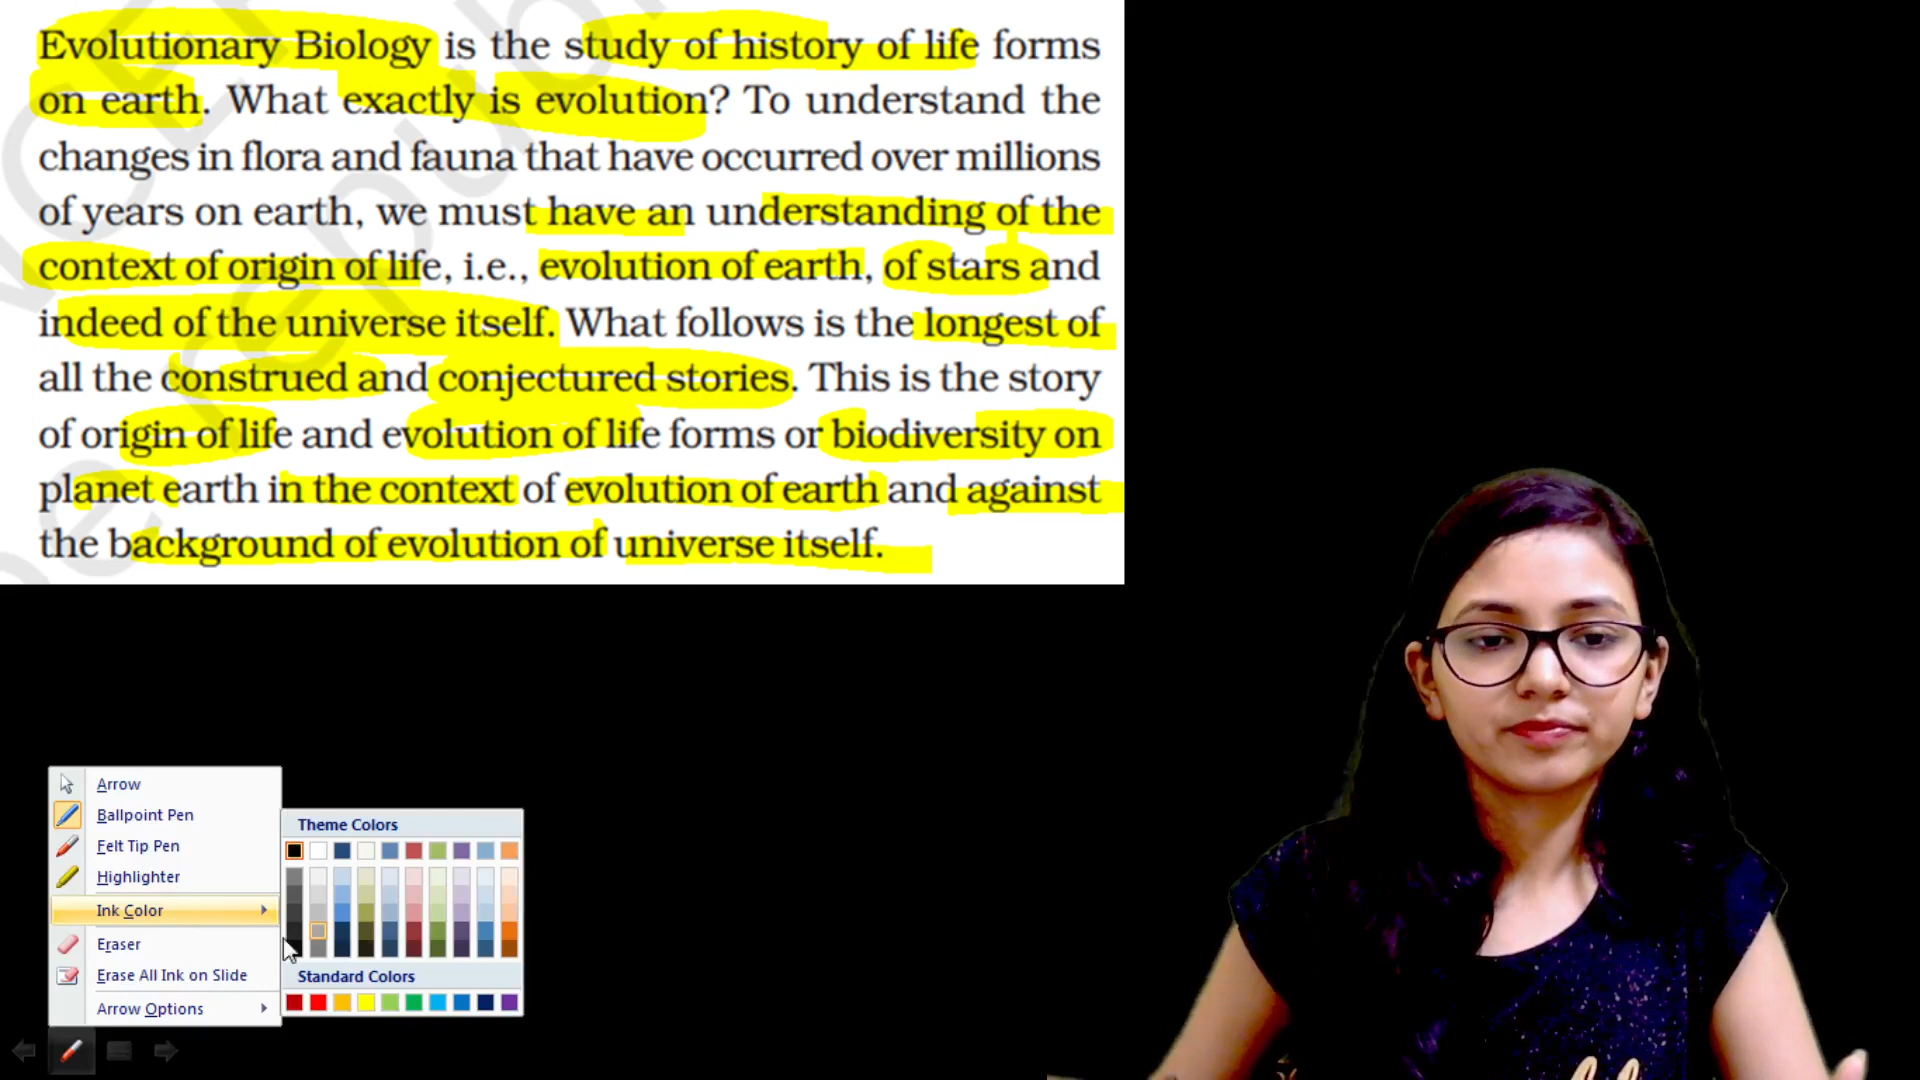 Evolutionary Biology is the study of history of life forms
on earth. What exactly is evolution? To understand the
changes in flora and fauna that have occurred over millions
of years on earth, we must have an understanding of the
context of origin of life, i.e., evolution of earth, of stars and
indeed of the universe itself. What follows is the longest of
all the construed and conjectured stories. This is the story
of origin of life and evolution of life forms or biodiversity on
planet earth in the context of evolution of earth and against
the background of evolution of universe itself.
Arrow
Ballpoint Pen
Felt Tip Pen
Highlighter
Ink Color
Eraser
Erase All Ink on Slide
Arrow Options
Theme Colors
Standard Colors